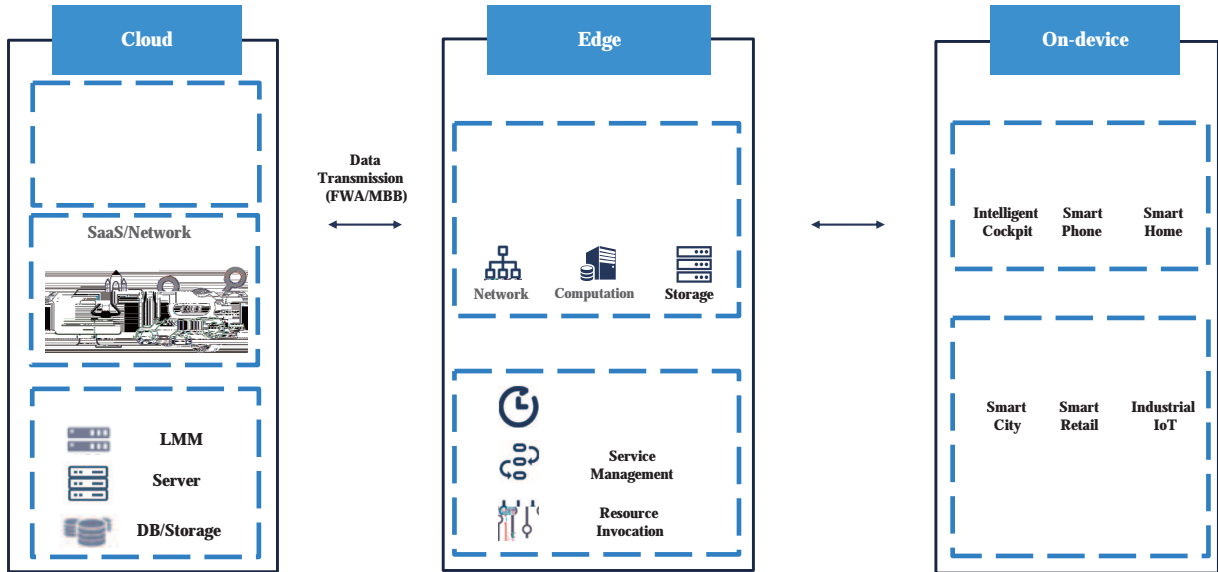 Cloud
SaaS/Network
LMM
Server
DB/Storage
Data
Transmission
(FWA/MBB)
Edge
Network
Computation
Storage
Service
Management
Resource
Invocation
On-device
Intelligent
Cockpit
Smart
Phone
Smart
Home
Smart
City
Smart
Retail
Industrial
IoT